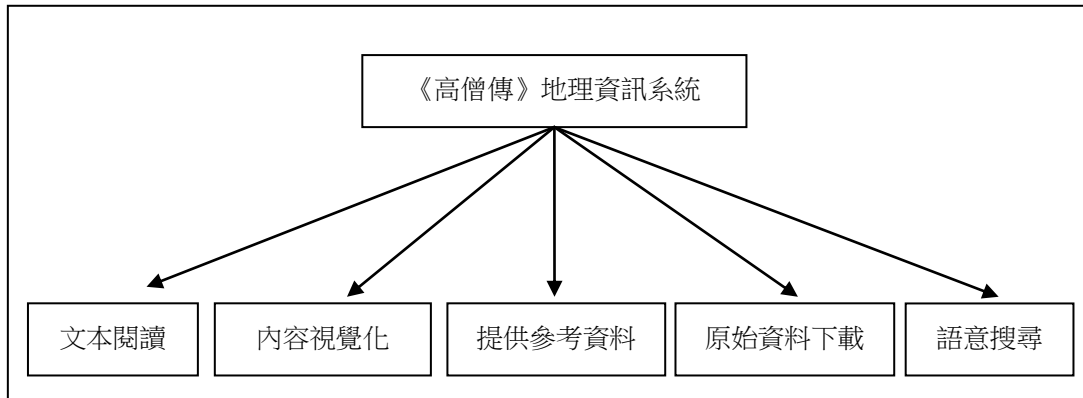 《高僧傳》地理資訊系統
文本閱讀
內容視覺化
提供參考資料
原始資料下載
語意搜尋